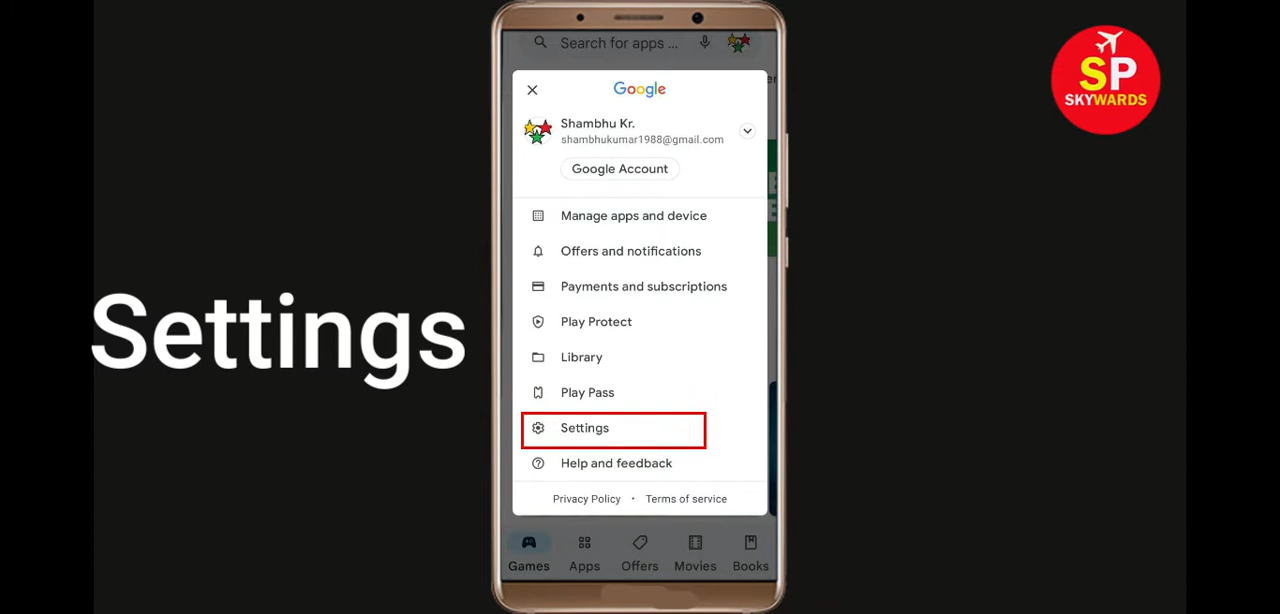 Search for apps ...
Google
Shambhu Kr.
shambhukumar1988@gmail.com
Google Account
Manage apps and device
Offers and notifications
Payments and subscriptions
Play Protect
Library
Play Pass
Settings
Help and feedback
Privacy Policy • Terms of service
Games Apps Offers Movies Books
Settings
SP
SKYWARDS